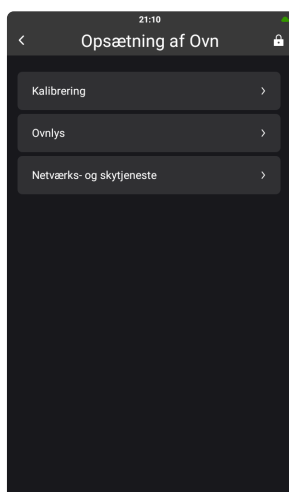 21:10
Opsætning af Ovn
Kalibrering
Ovnlys
Netværks- og skytjeneste